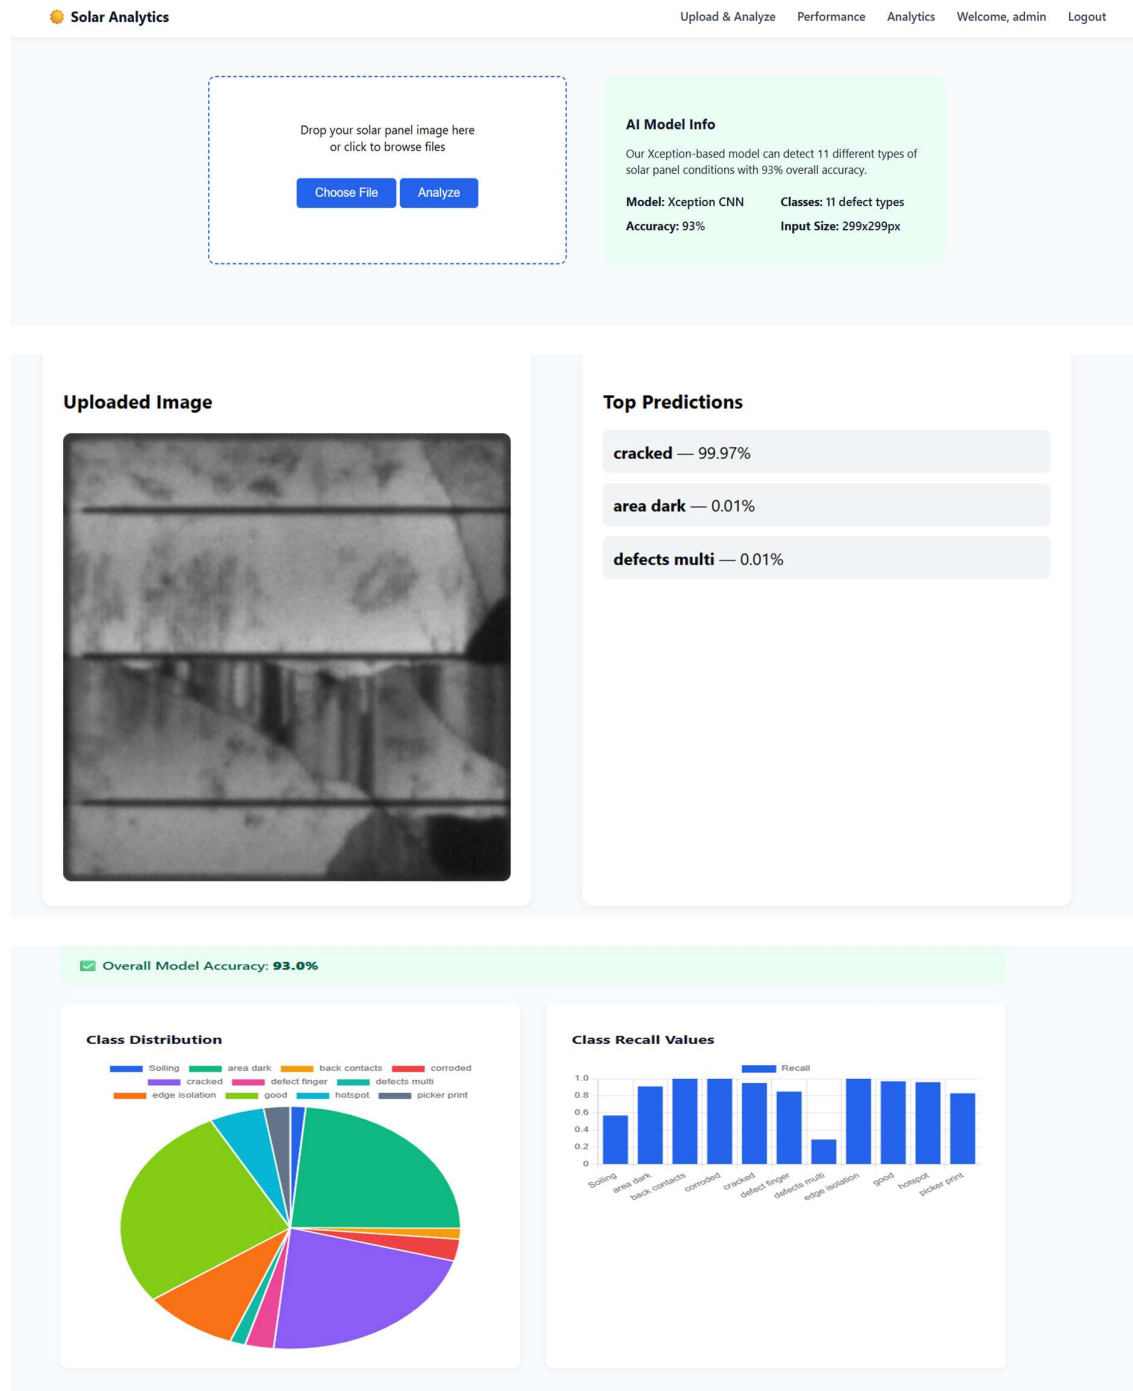 Solar Analytics
Upload & Analyze Performance Analytics Welcome, admin Logout
Drop your solar panel image here
or click to browse files
Choose File Analyze
AI Model Info
Our Xception-based model can detect 11 different types of
solar panel conditions with 93% overall accuracy.
Model: Xception CNN Classes: 11 defect types
Accuracy: 93% Input Size: 299x299px
Uploaded Image
Top Predictions
cracked — 99.97%
area dark — 0.01%
defects multi — 0.01%
Overall Model Accuracy: 93.0%
Class Distribution
Soiling area dark back contacts corroded
cracked defect finger defects multi
edge isolation good hotspot picker print
Class Recall Values
Recall
1.0
0.8
0.6
0.4
0.2
0
Soiling area dark back contacts corroded cracked defect finger defects multi edge isolation good hotspot picker print